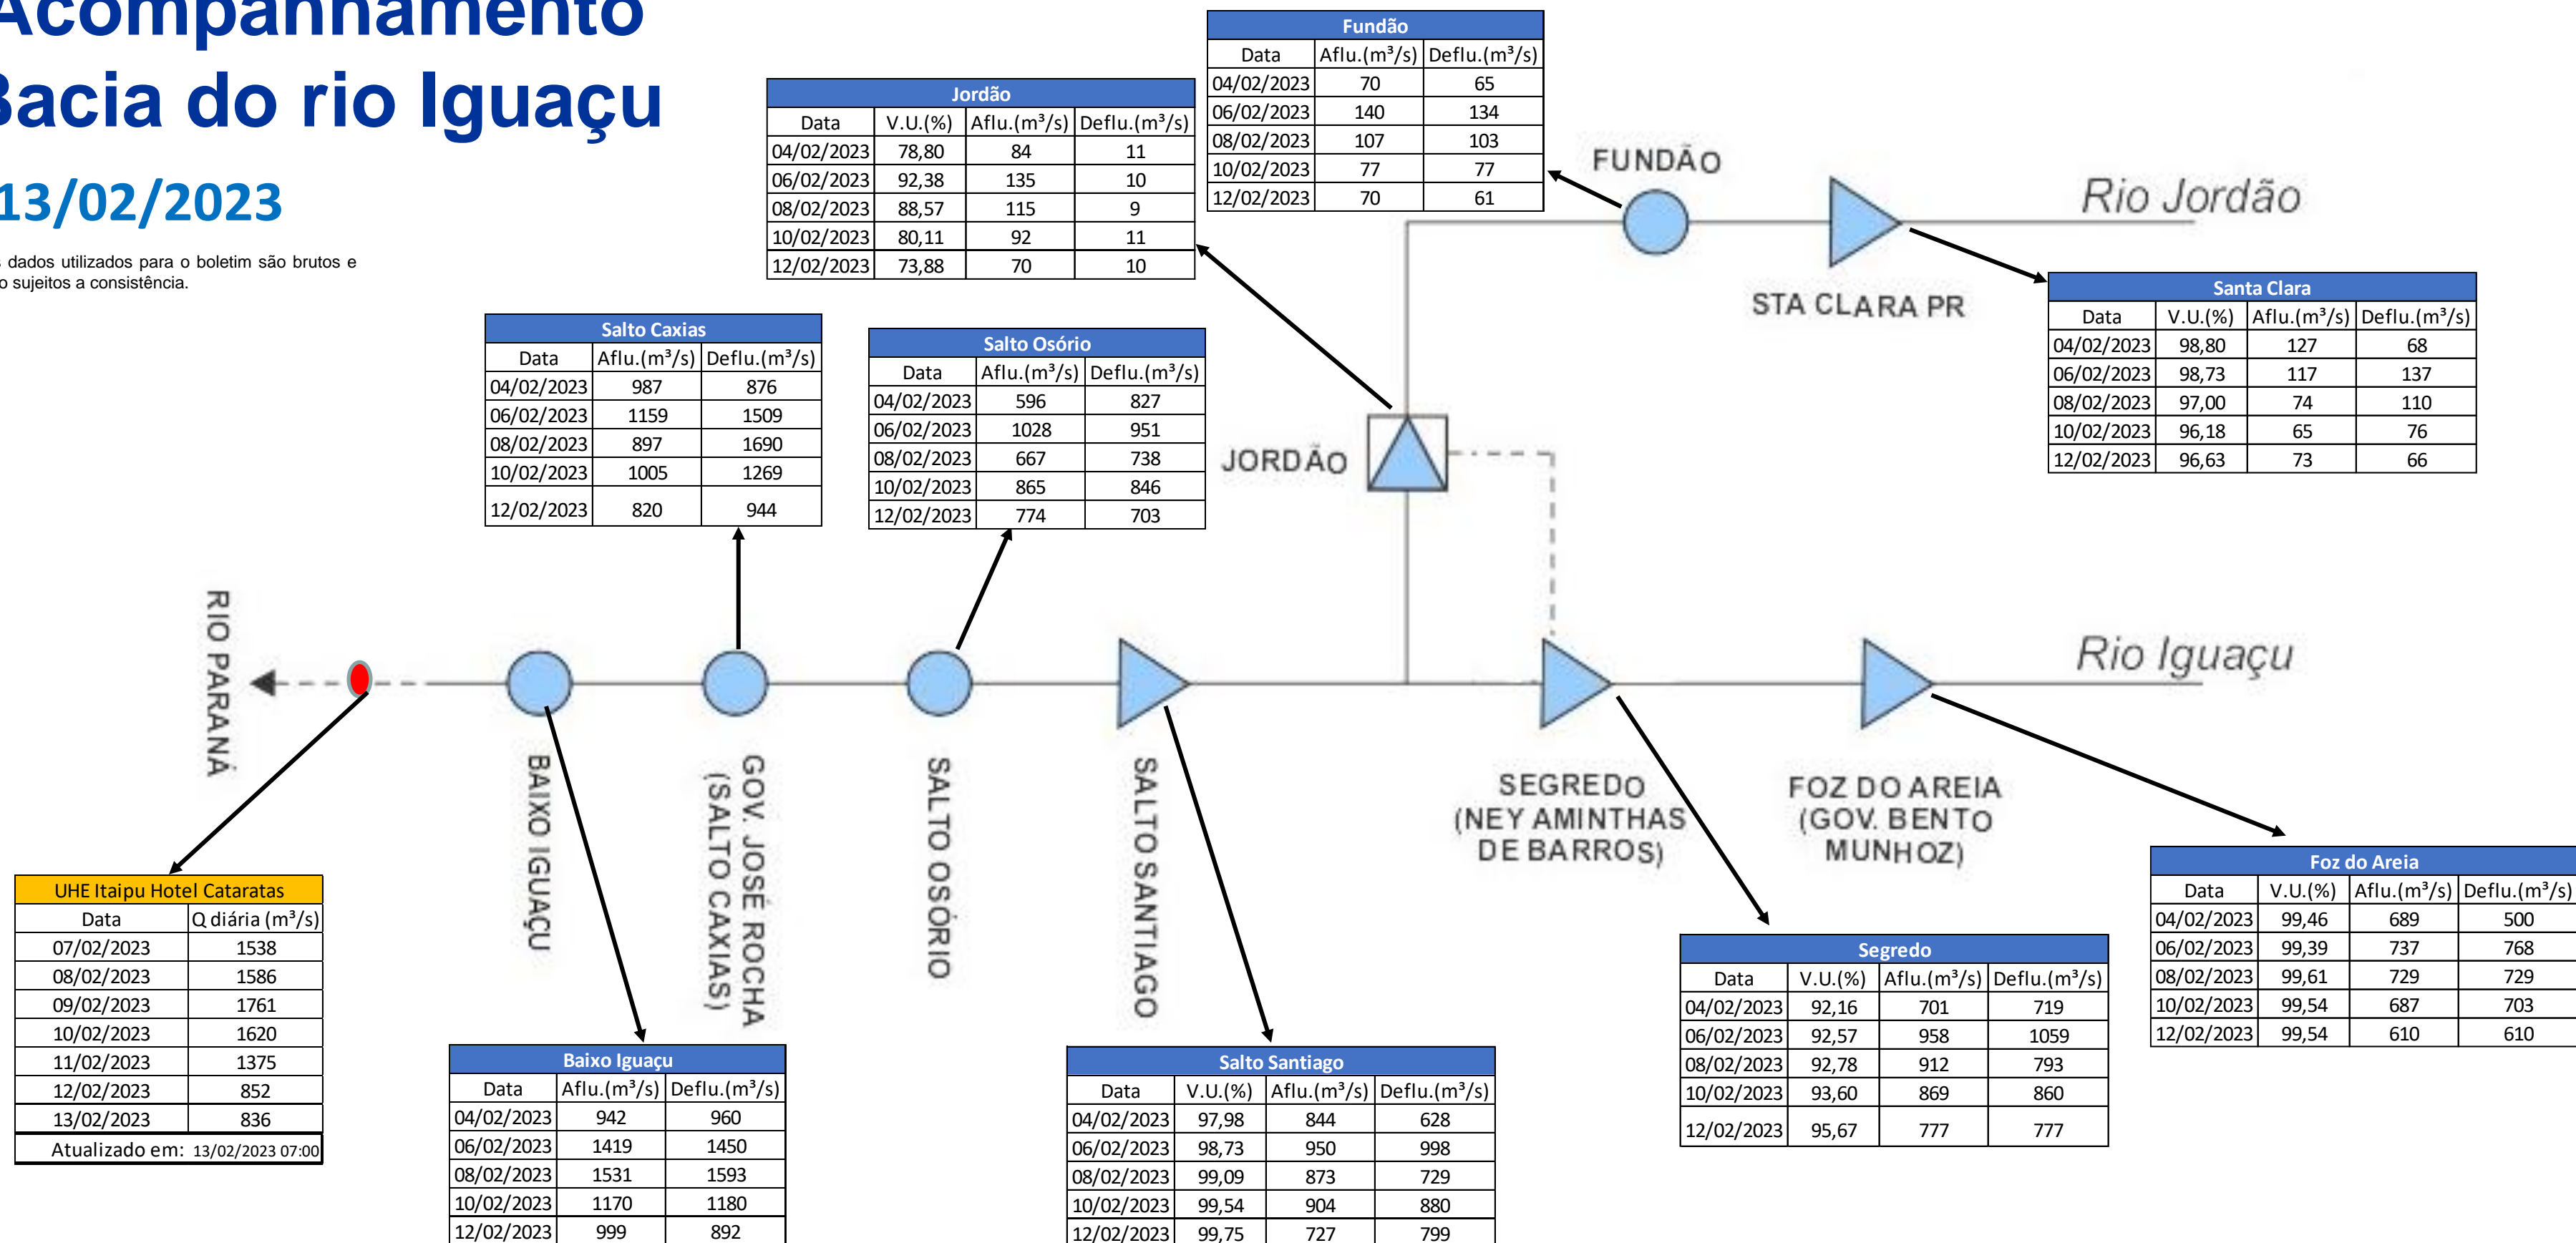 Acompanhamento
Bacia do rio Iguaçu
13/02/2023
s dados utilizados para o boletim são brutos e
o sujeitos a consistência.
Fundão
Data Aflu.(m³/s) Deflu.(m³/s)
04/02/2023 70 65
06/02/2023 140 134
08/02/2023 107 103
10/02/2023 77 77
12/02/2023 70 61
Jordão
Data V.U.(%) Aflu.(m³/s) Deflu.(m³/s)
04/02/2023 78,80 84 11
06/02/2023 92,38 135 10
08/02/2023 88,57 115 9
10/02/2023 80,11 92 11
12/02/2023 73,88 70 10
FUNDÃO
STA CLARA PR
Rio Jordão
Santa Clara
Data V.U.(%) Aflu.(m³/s) Deflu.(m³/s)
04/02/2023 98,80 127 68
06/02/2023 98,73 117 137
08/02/2023 97,00 74 110
10/02/2023 96,18 65 76
12/02/2023 96,63 73 66
Salto Caxias
Data Aflu.(m³/s) Deflu.(m³/s)
04/02/2023 987 876
06/02/2023 1159 1509
08/02/2023 897 1690
10/02/2023 1005 1269
12/02/2023 820 944
Salto Osório
Data Aflu.(m³/s) Deflu.(m³/s)
04/02/2023 596 827
06/02/2023 1028 951
08/02/2023 667 738
10/02/2023 865 846
12/02/2023 774 703
JORDÃO
RIO PARANÁ
BAIXO IGUAÇU
GOV. JOSÉ ROCHA
(SALTO CAXIAS)
SALTO OSÓRIO
SALTO SANTIAGO
SEGREDO
(NEY AMINTHAS
DE BARROS)
FOZ DO AREIA
(GOV. BENTO
MUNHOZ)
Rio Iguaçu
UHE Itaipu Hotel Cataratas
Data Q diária (m³/s)
07/02/2023 1538
08/02/2023 1586
09/02/2023 1761
10/02/2023 1620
11/02/2023 1375
12/02/2023 852
13/02/2023 836
Atualizado em: 13/02/2023 07:00
Baixo Iguaçu
Data Aflu.(m³/s) Deflu.(m³/s)
04/02/2023 942 960
06/02/2023 1419 1450
08/02/2023 1531 1593
10/02/2023 1170 1180
12/02/2023 999 892
Salto Santiago
Data V.U.(%) Aflu.(m³/s) Deflu.(m³/s)
04/02/2023 97,98 844 628
06/02/2023 98,73 950 998
08/02/2023 99,09 873 729
10/02/2023 99,54 904 880
12/02/2023 99,75 727 799
Segredo
Data V.U.(%) Aflu.(m³/s) Deflu.(m³/s)
04/02/2023 92,16 701 719
06/02/2023 92,57 958 1059
08/02/2023 92,78 912 793
10/02/2023 93,60 869 860
12/02/2023 95,67 777 777
Foz do Areia
Data V.U.(%) Aflu.(m³/s) Deflu.(m³/s)
04/02/2023 99,46 689 500
06/02/2023 99,39 737 768
08/02/2023 99,61 729 729
10/02/2023 99,54 687 703
12/02/2023 99,54 610 610